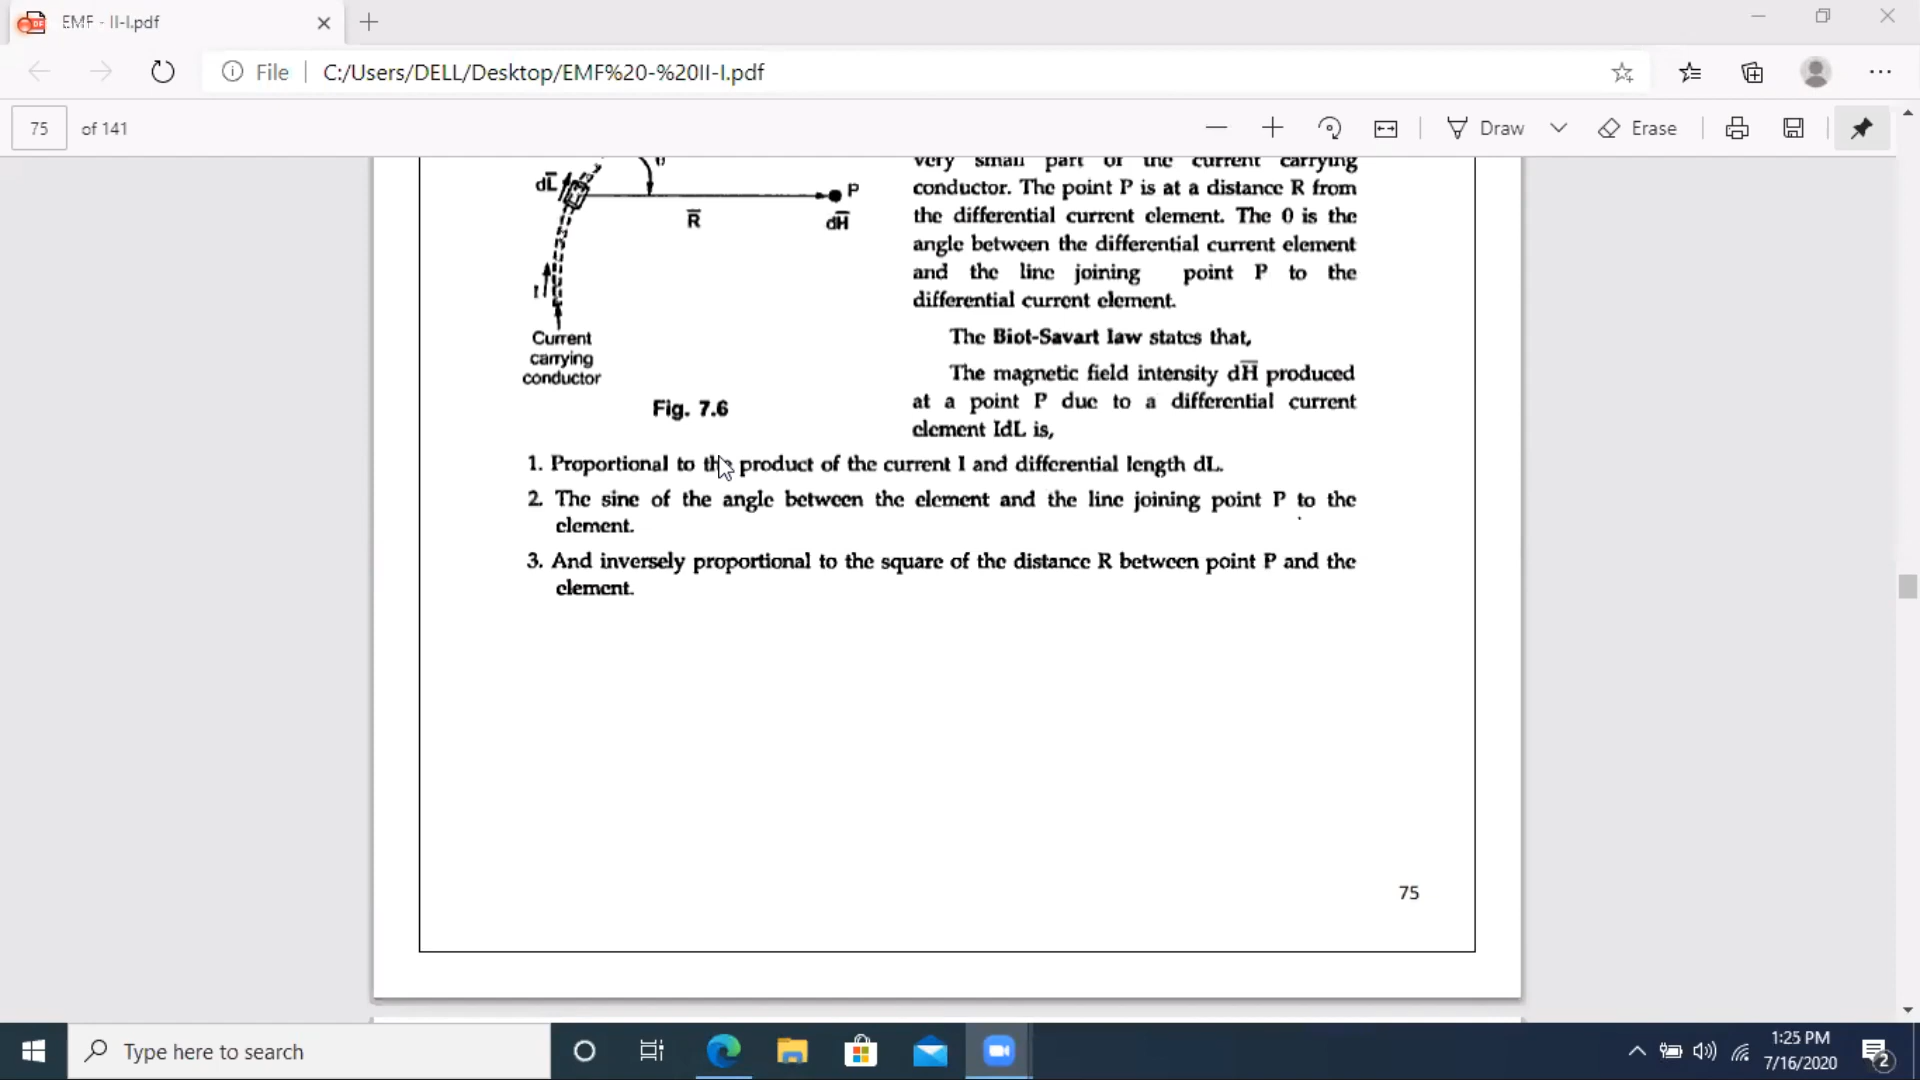 EMF - II-I.pdf
File C:/Users/DELL/Desktop/EMF%20-%20II-I.pdf
75 of 141
Draw Erase
very small part of the current carrying
conductor. The point P is at a distance R from
the differential current element. The θ is the
angle between the differential current element
and the line joining point P to the
differential current element.
The Biot-Savart law states that,
The magnetic field intensity dH̅ produced
at a point P due to a differential current
element IdL is,
dL̅
θ
P
R̅
dH̅
I
Current
carrying
conductor
Fig. 7.6
1. Proportional to the product of the current I and differential length dL.
2. The sine of the angle between the element and the line joining point P to the
element.
3. And inversely proportional to the square of the distance R between point P and the
element.
75
Type here to search
1:25 PM
7/16/2020
2